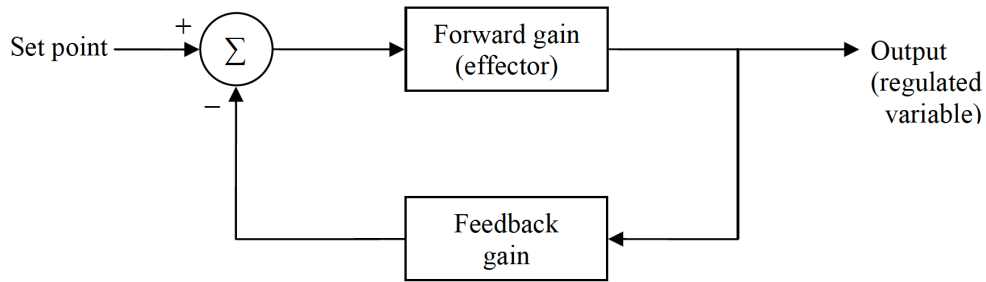 Set point
+
Σ
−
Forward gain
(effector)
Output
(regulated
variable)
Feedback
gain